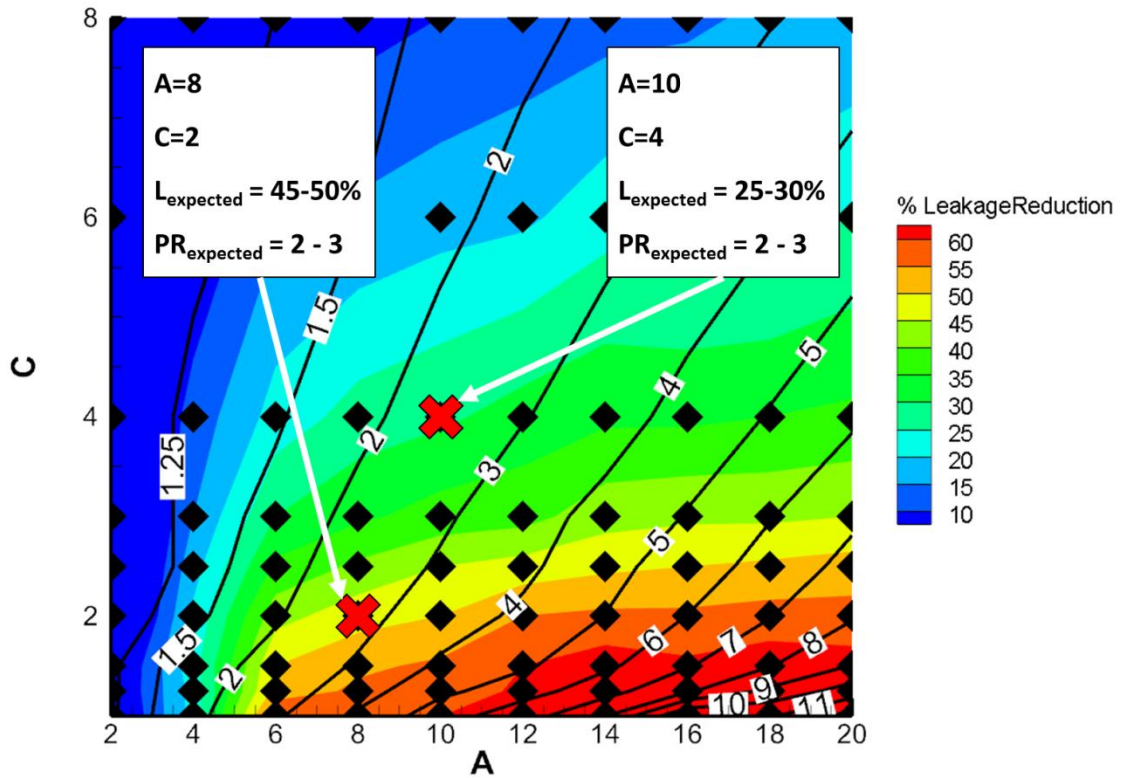 8
6
4
2
C
2 4 6 8 10 12 14 16 18 20
A
A=8
C=2
Lexpected = 45-50%
PRexpected = 2 - 3
A=10
C=4
Lexpected = 25-30%
PRexpected = 2 - 3
1.25
1.5
1.5
2
2
2
3
4
4
5
5
6
7
8
9
10
11
% LeakageReduction
60
55
50
45
40
35
30
25
20
15
10